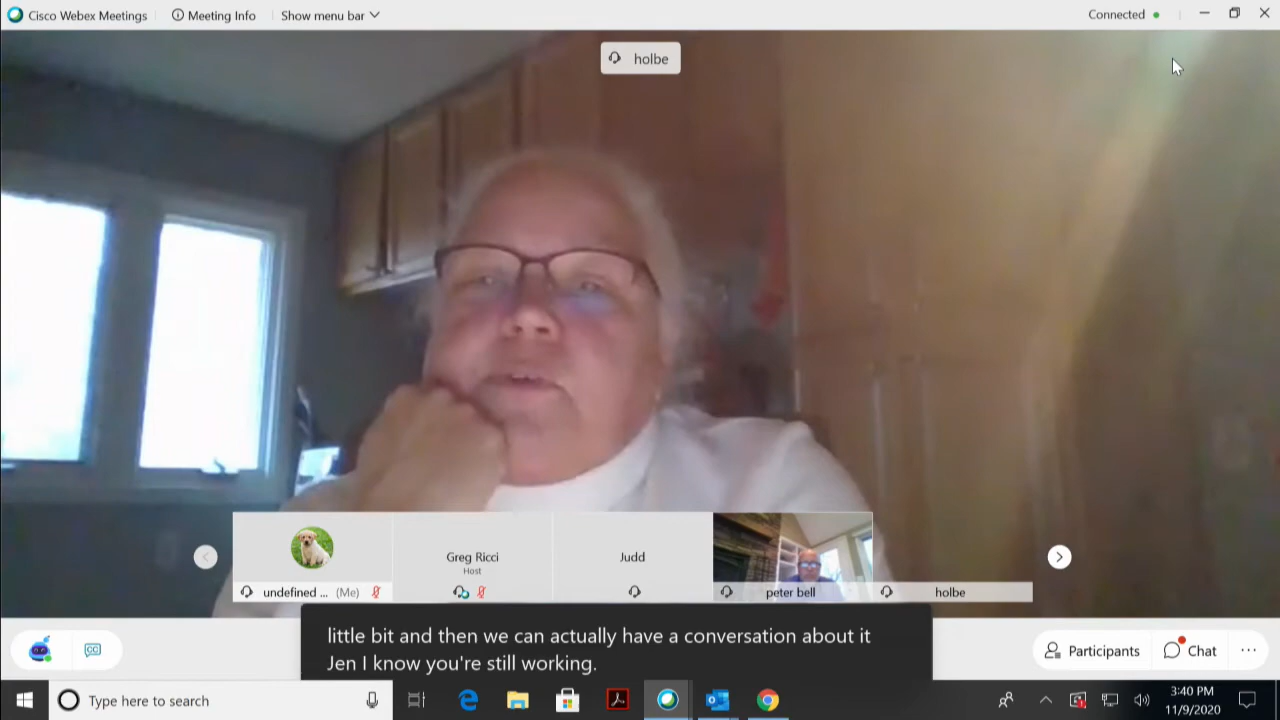 Cisco Webex Meetings
Meeting Info
Show menu bar
Connected
holbe
undefined ... (Me)
Greg Ricci
Host
Judd
peter bell
holbe
little bit and then we can actually have a conversation about it
Jen I know you're still working.
CC
Participants
Chat
...
Type here to search
3:40 PM
11/9/2020